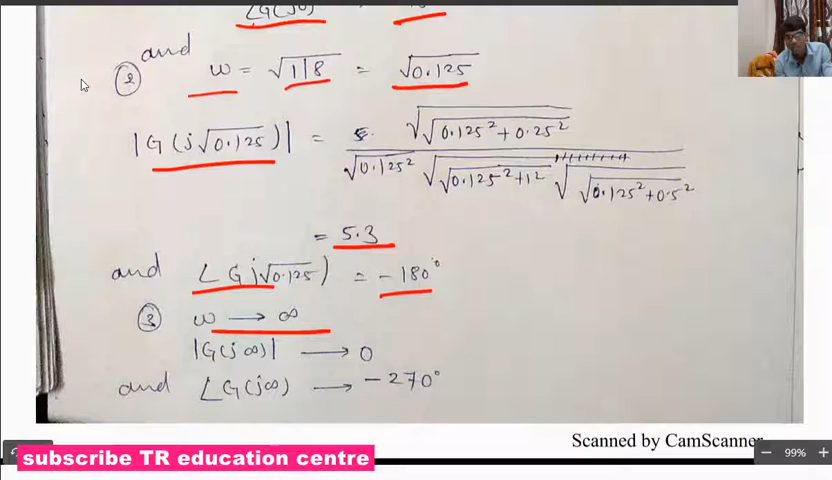 ∠G(j0)
② and
ω = √1/8 = √0.125
|G(j√0.125)| = 5. √(√0.125² + 0.25²)
√0.125² √(√0.125² + 1² √(√0.125² + 0.5²
= 5.3
and ∠Gj√0.125) = -180°
③ ω → ∞
|G(j∞)| → 0
and ∠G(j∞) → -270°
Scanned by CamScanner
subscribe TR education centre
99%